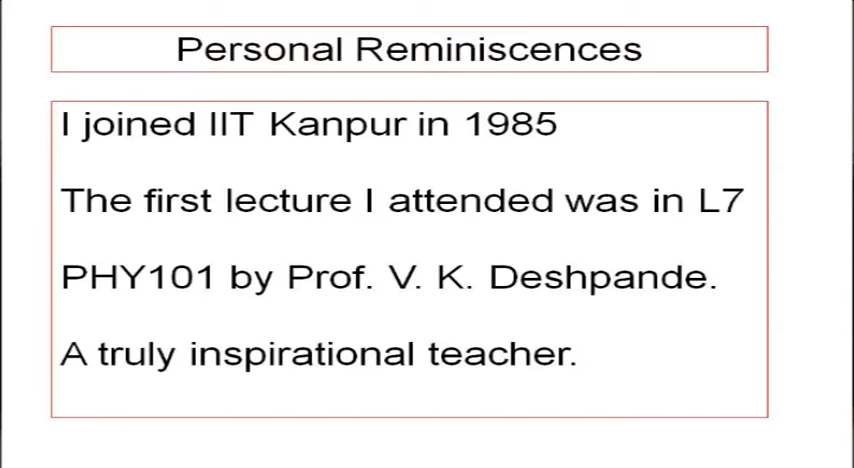 Personal Reminiscences
I joined IIT Kanpur in 1985
The first lecture I attended was in L7
PHY101 by Prof. V. K. Deshpande.
A truly inspirational teacher.